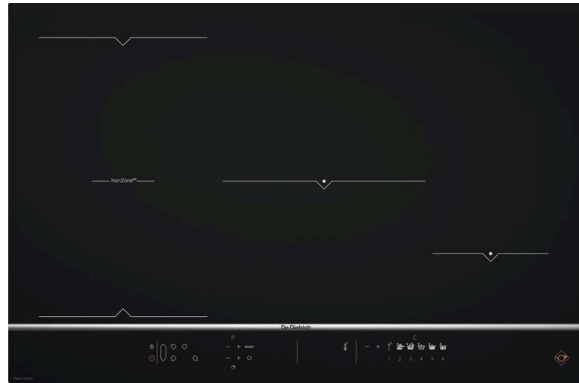 horiZone
De Dietrich
P
C
− + BOOST
− +
− +
1 2 3 4 5 6